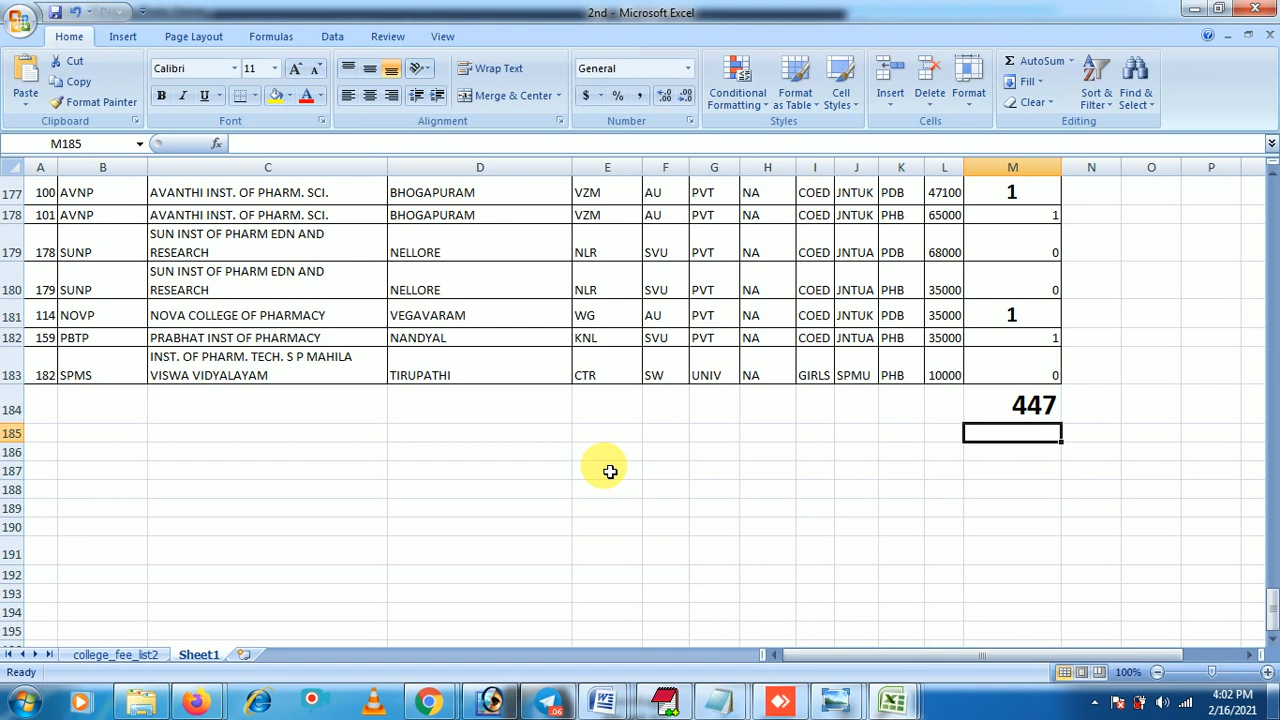 2nd - Microsoft Excel
Home Insert Page Layout Formulas Data Review View
Paste Cut Copy Format Painter Clipboard
Calibri 11 A A B I U A Font
Wrap Text Merge & Center Alignment
General $ % , .0 .00 .00 .0 Number
Conditional Formatting Format as Table Cell Styles Styles
Insert Delete Format Cells
Σ AutoSum Fill Clear Sort & Filter Find & Select Editing
M185 fx
A B C D E F G H I J K L M N O P
177 100 AVNP AVANTHI INST. OF PHARM. SCI. BHOGAPURAM VZM AU PVT NA COED JNTUK PDB 47100 1
178 101 AVNP AVANTHI INST. OF PHARM. SCI. BHOGAPURAM VZM AU PVT NA COED JNTUK PHB 65000 1
SUN INST OF PHARM EDN AND
179 178 SUNP RESEARCH NELLORE NLR SVU PVT NA COED JNTUA PDB 68000 0
SUN INST OF PHARM EDN AND
180 179 SUNP RESEARCH NELLORE NLR SVU PVT NA COED JNTUA PHB 35000 0
181 114 NOVP NOVA COLLEGE OF PHARMACY VEGAVARAM WG AU PVT NA COED JNTUK PHB 35000 1
182 159 PBTP PRABHAT INST OF PHARMACY NANDYAL KNL SVU PVT NA COED JNTUA PHB 35000 1
INST. OF PHARM. TECH. S P MAHILA
183 182 SPMS VISWA VIDYALAYAM TIRUPATHI CTR SW UNIV NA GIRLS SPMU PHB 10000 0
184 447
185
186
187
188
189
190
191
192
193
194
195
college_fee_list2 Sheet1
Ready 100%
06 4:02 PM
2/16/2021